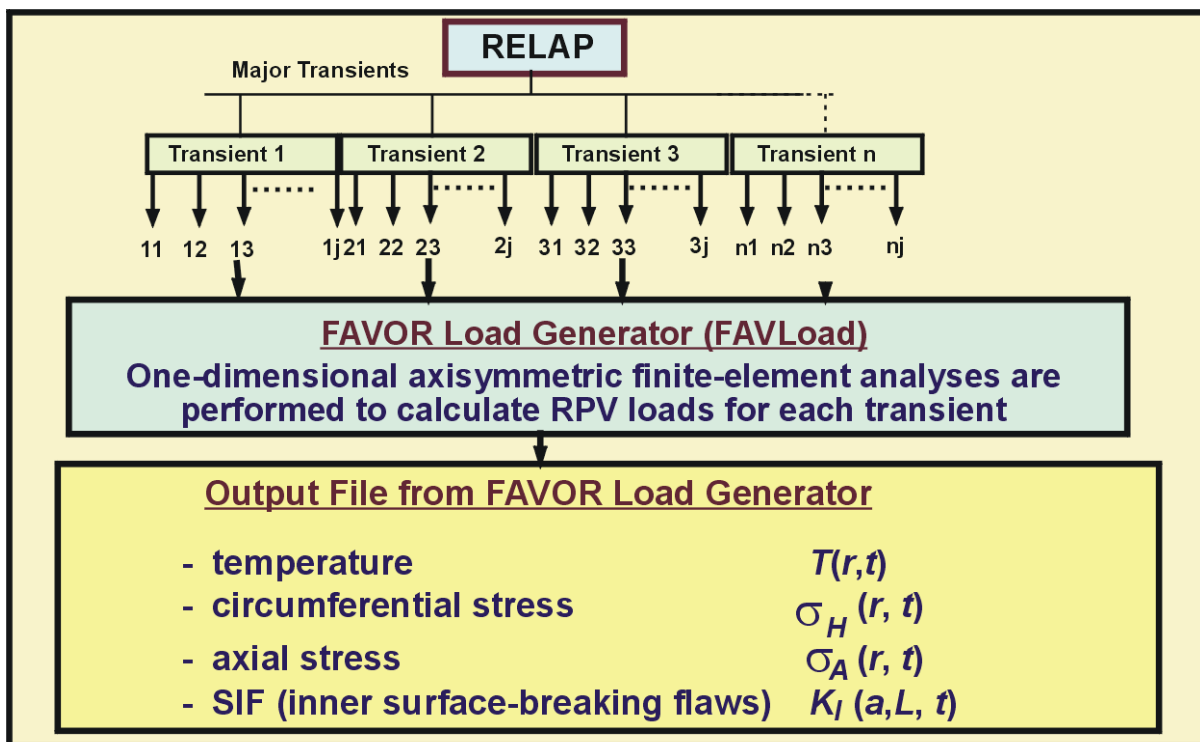 RELAP
Major Transients
Transient 1 Transient 2 Transient 3 Transient n
11 12 13 1j 21 22 23 2j 31 32 33 3j n1 n2 n3 nj
FAVOR Load Generator (FAVLoad)
One-dimensional axisymmetric finite-element analyses are
performed to calculate RPV loads for each transient
Output File from FAVOR Load Generator
- temperature T(r,t)
- circumferential stress σ_H (r, t)
- axial stress σ_A (r, t)
- SIF (inner surface-breaking flaws) K_I (a,L, t)